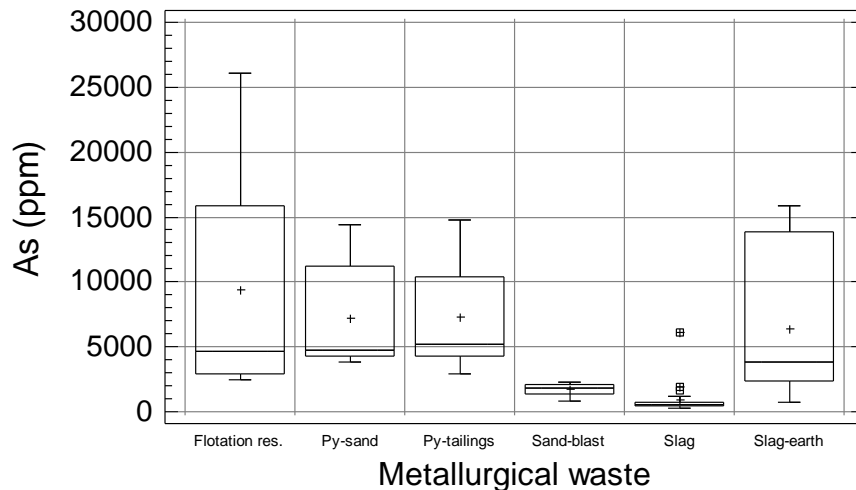 30000
25000
20000
15000
10000
5000
0
As (ppm)
Flotation res. Py-sand Py-tailings Sand-blast Slag Slag-earth
Metallurgical waste